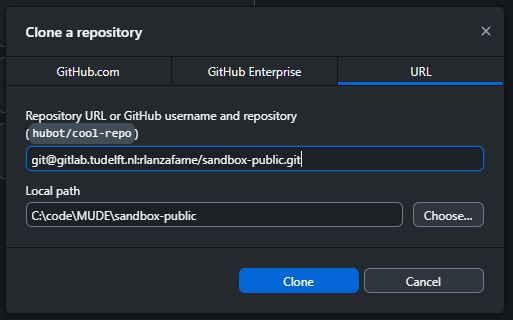 Clone a repository
GitHub.com
GitHub Enterprise
URL
Repository URL or GitHub username and repository
(hubot/cool-repo)
git@gitlab.tudelft.nl:rlanzafame/sandbox-public.git
Local path
C:\code\MUDE\sandbox-public
Choose...
Clone
Cancel